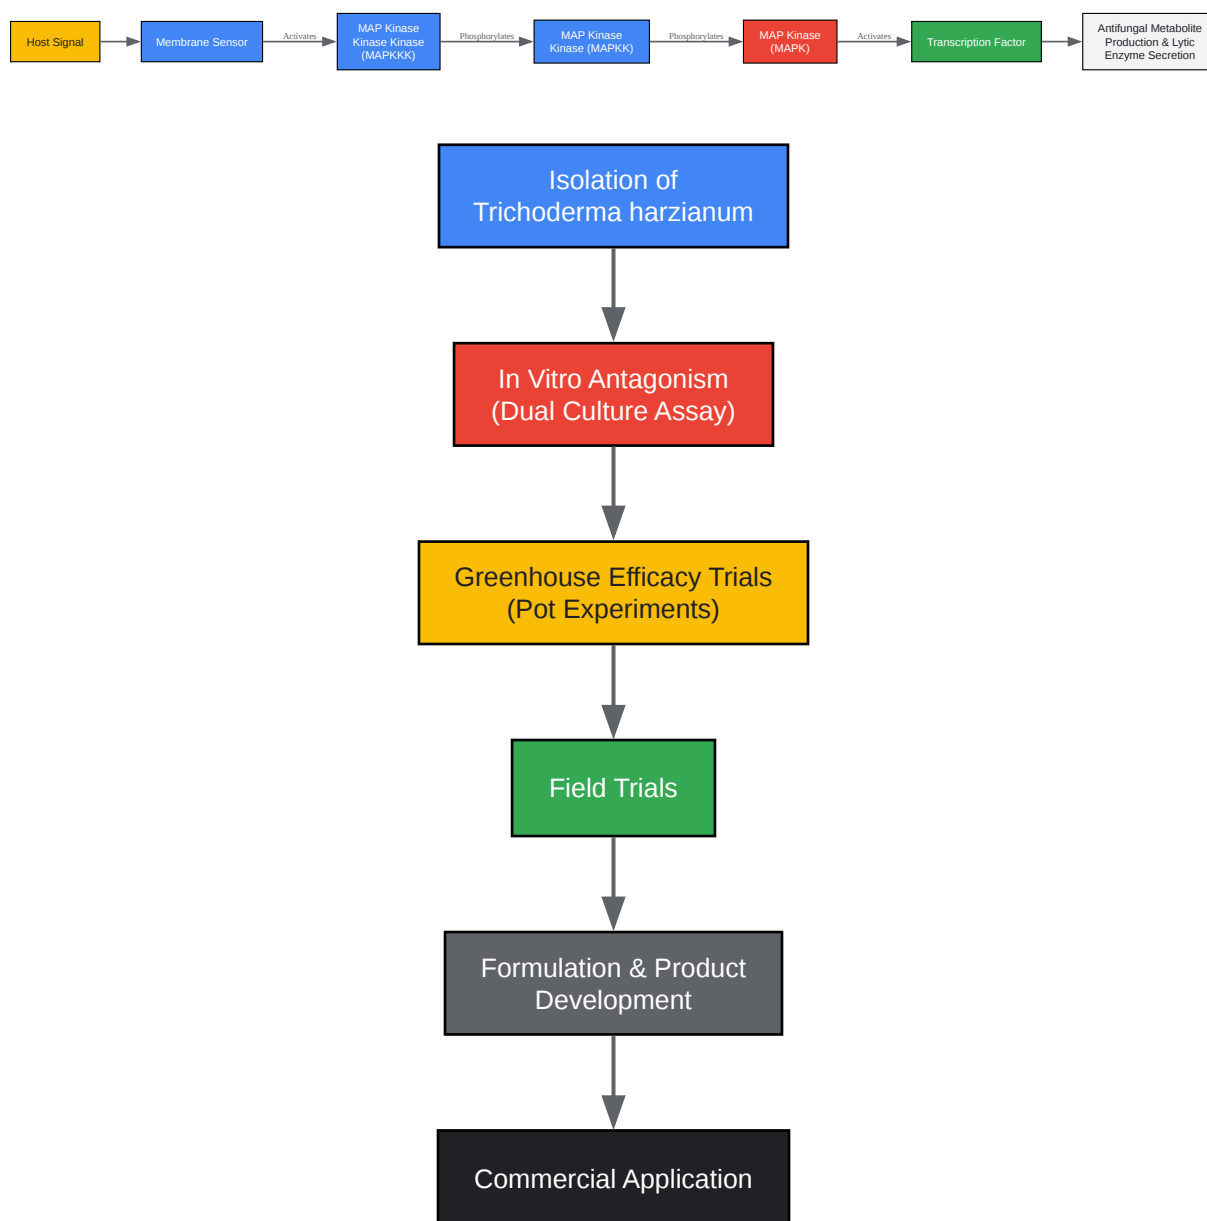 Host Signal
Membrane Sensor
Activates
MAP Kinase
Kinase Kinase
(MAPKKK)
Phosphorylates
MAP Kinase
Kinase (MAPKK)
Phosphorylates
MAP Kinase
(MAPK)
Activates
Transcription Factor
Antifungal Metabolite
Production & Lytic
Enzyme Secretion
Isolation of
Trichoderma harzianum
In Vitro Antagonism
(Dual Culture Assay)
Greenhouse Efficacy Trials
(Pot Experiments)
Field Trials
Formulation & Product
Development
Commercial Application